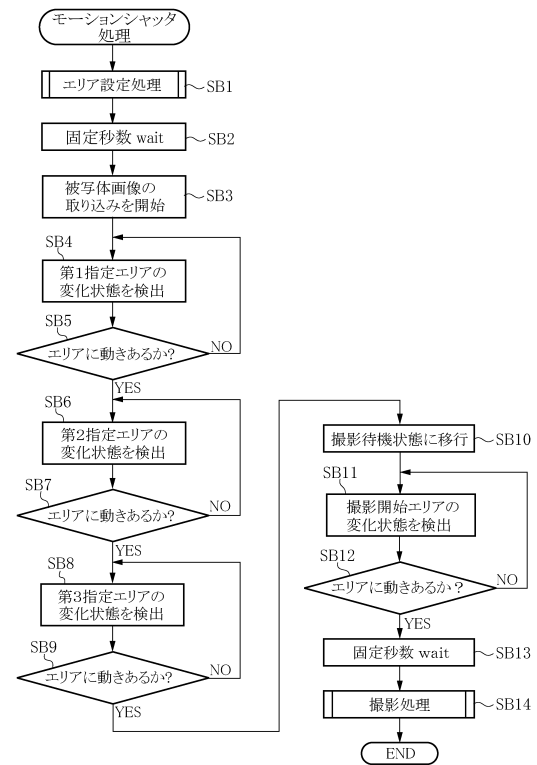 モーションシャッタ
処理
エリア設定処理
SB1
固定秒数 wait
SB2
被写体画像の
取り込みを開始
SB3
SB4
第1指定エリアの
変化状態を検出
SB5
エリアに動きあるか?
NO
YES
SB6
第2指定エリアの
変化状態を検出
SB7
エリアに動きあるか?
NO
YES
SB8
第3指定エリアの
変化状態を検出
SB9
エリアに動きあるか?
NO
YES
撮影待機状態に移行
SB10
SB11
撮影開始エリアの
変化状態を検出
SB12
エリアに動きあるか?
NO
YES
固定秒数 wait
SB13
撮影処理
SB14
END